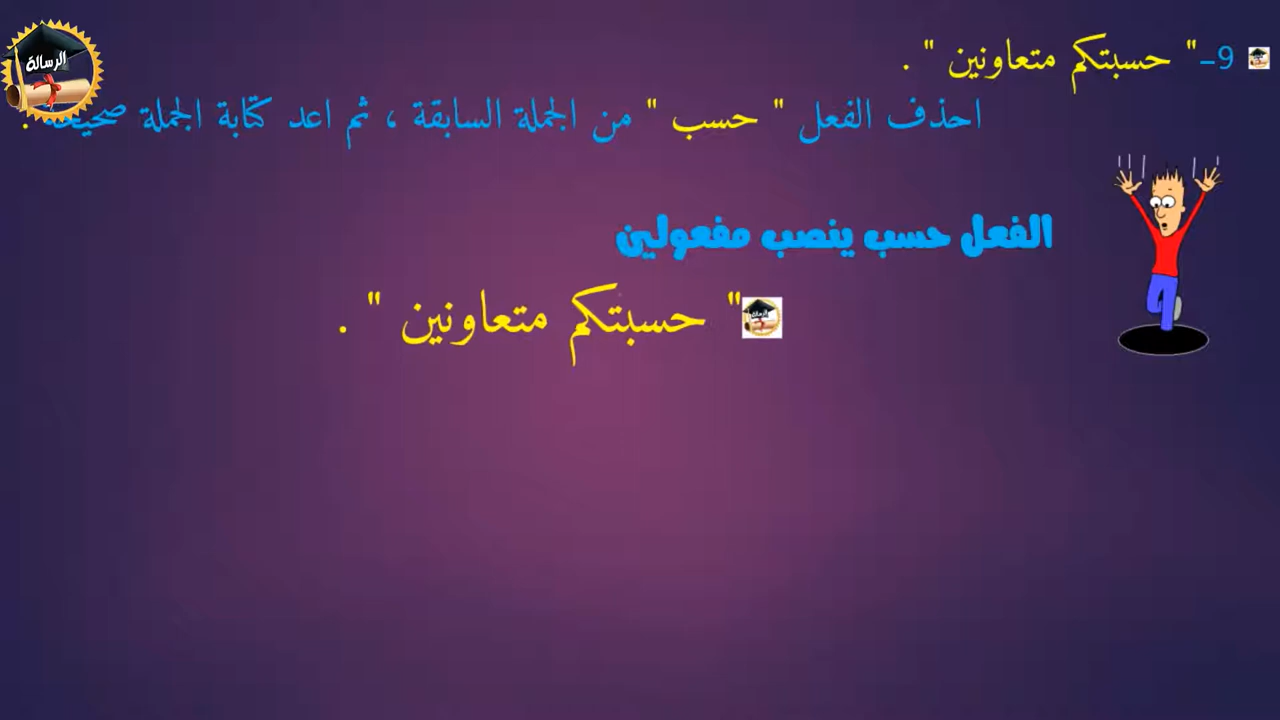 9- " حسبتكم متعاونين " .
احذف الفعل " حسب " من الجملة السابقة ، ثم اعد كتابة الجملة صحيحة .
الفعل حسب ينصب مفعولين
" حسبتكم متعاونين " .
الرسالة
الرسالة